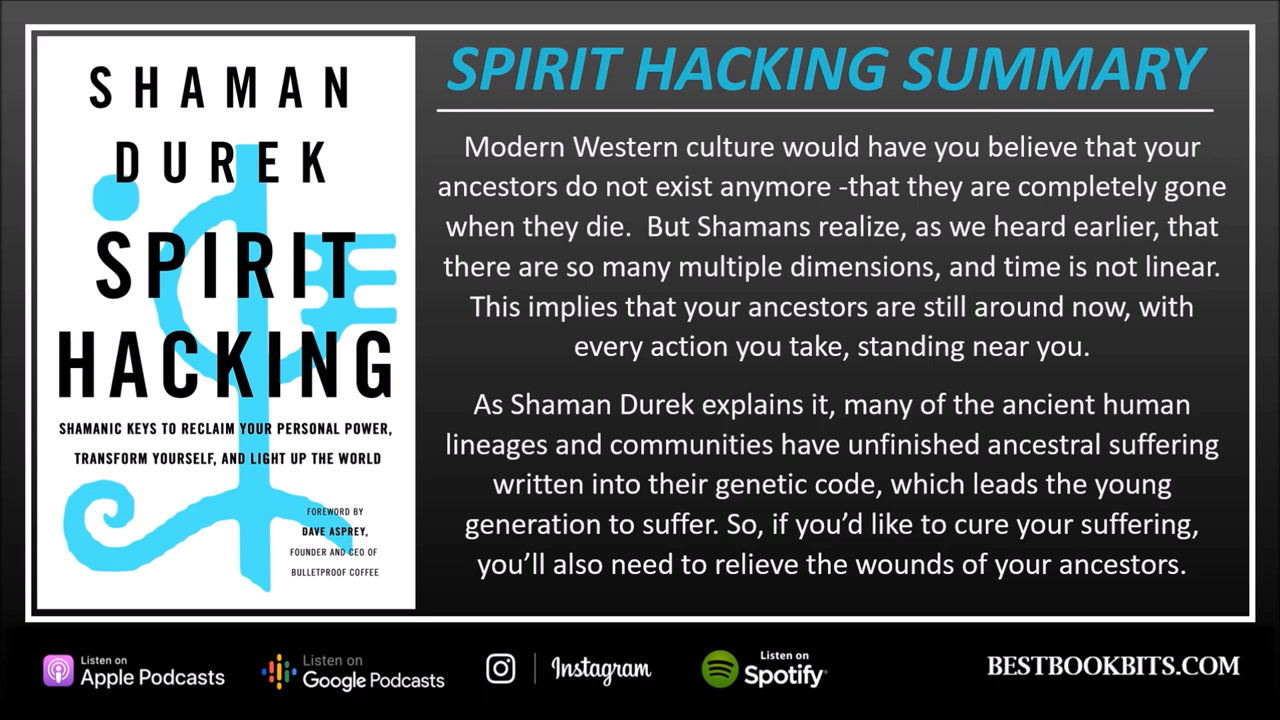 SHAMAN
DUREK
SPIRIT
HACKING
SHAMANIC KEYS TO RECLAIM YOUR PERSONAL POWER,
TRANSFORM YOURSELF, AND LIGHT UP THE WORLD
FOREWORD BY
DAVE ASPREY,
FOUNDER AND CEO OF
BULLETPROOF COFFEE
SPIRIT HACKING SUMMARY
Modern Western culture would have you believe that your
ancestors do not exist anymore -that they are completely gone
when they die.  But Shamans realize, as we heard earlier, that
there are so many multiple dimensions, and time is not linear.
This implies that your ancestors are still around now, with
every action you take, standing near you.
As Shaman Durek explains it, many of the ancient human
lineages and communities have unfinished ancestral suffering
written into their genetic code, which leads the young
generation to suffer. So, if you’d like to cure your suffering,
you’ll also need to relieve the wounds of your ancestors.
Listen on
Apple Podcasts
Listen on
Google Podcasts
Instagram
Listen on
Spotify
BESTBOOKBITS.COM